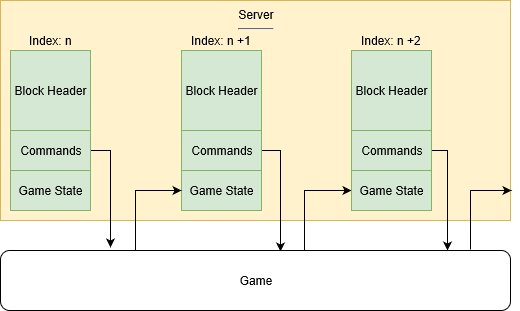 Server
Index: n
Index: n +1
Index: n +2
Block Header
Block Header
Block Header
Commands
Commands
Commands
Game State
Game State
Game State
Game